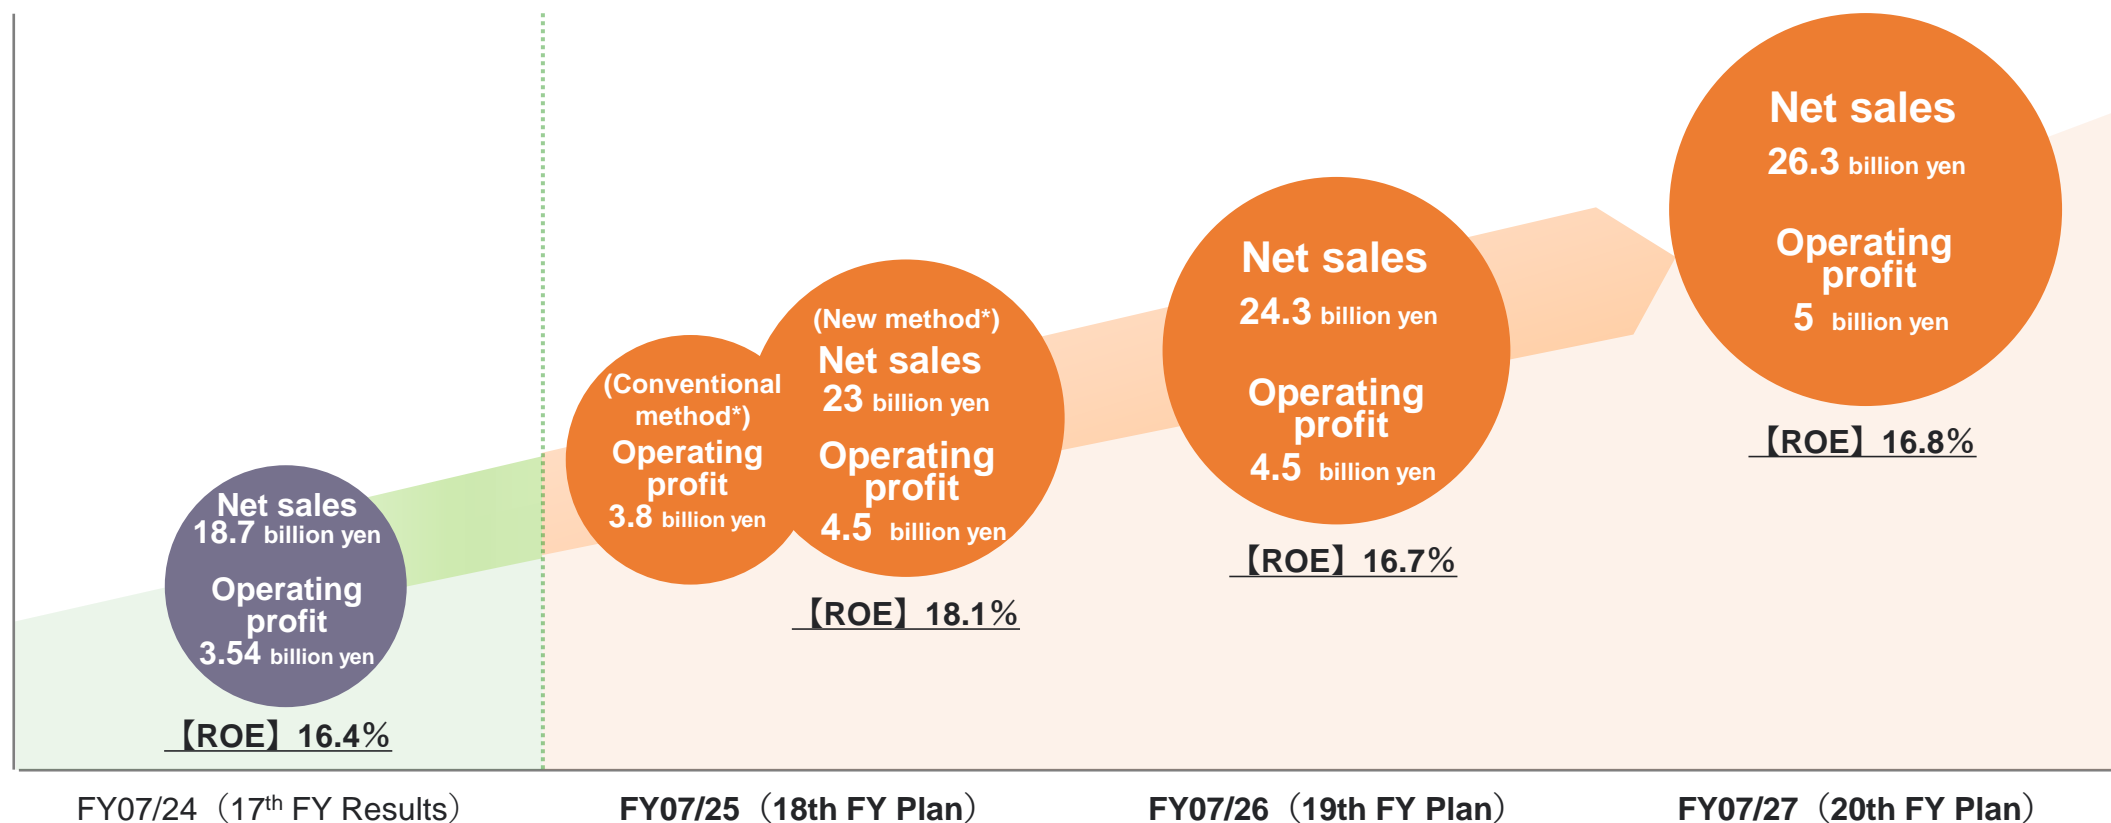 Net sales
18.7 billion yen
Operating
profit
3.54 billion yen
【ROE】16.4%
(Conventional
method*)
Operating
profit
3.8 billion yen
(New method*)
Net sales
23 billion yen
Operating
profit
4.5 billion yen
【ROE】18.1%
Net sales
24.3 billion yen
Operating
profit
4.5 billion yen
【ROE】16.7%
Net sales
26.3 billion yen
Operating
profit
5 billion yen
【ROE】16.8%
FY07/24（17th FY Results）
FY07/25（18th FY Plan）
FY07/26（19th FY Plan）
FY07/27（20th FY Plan）